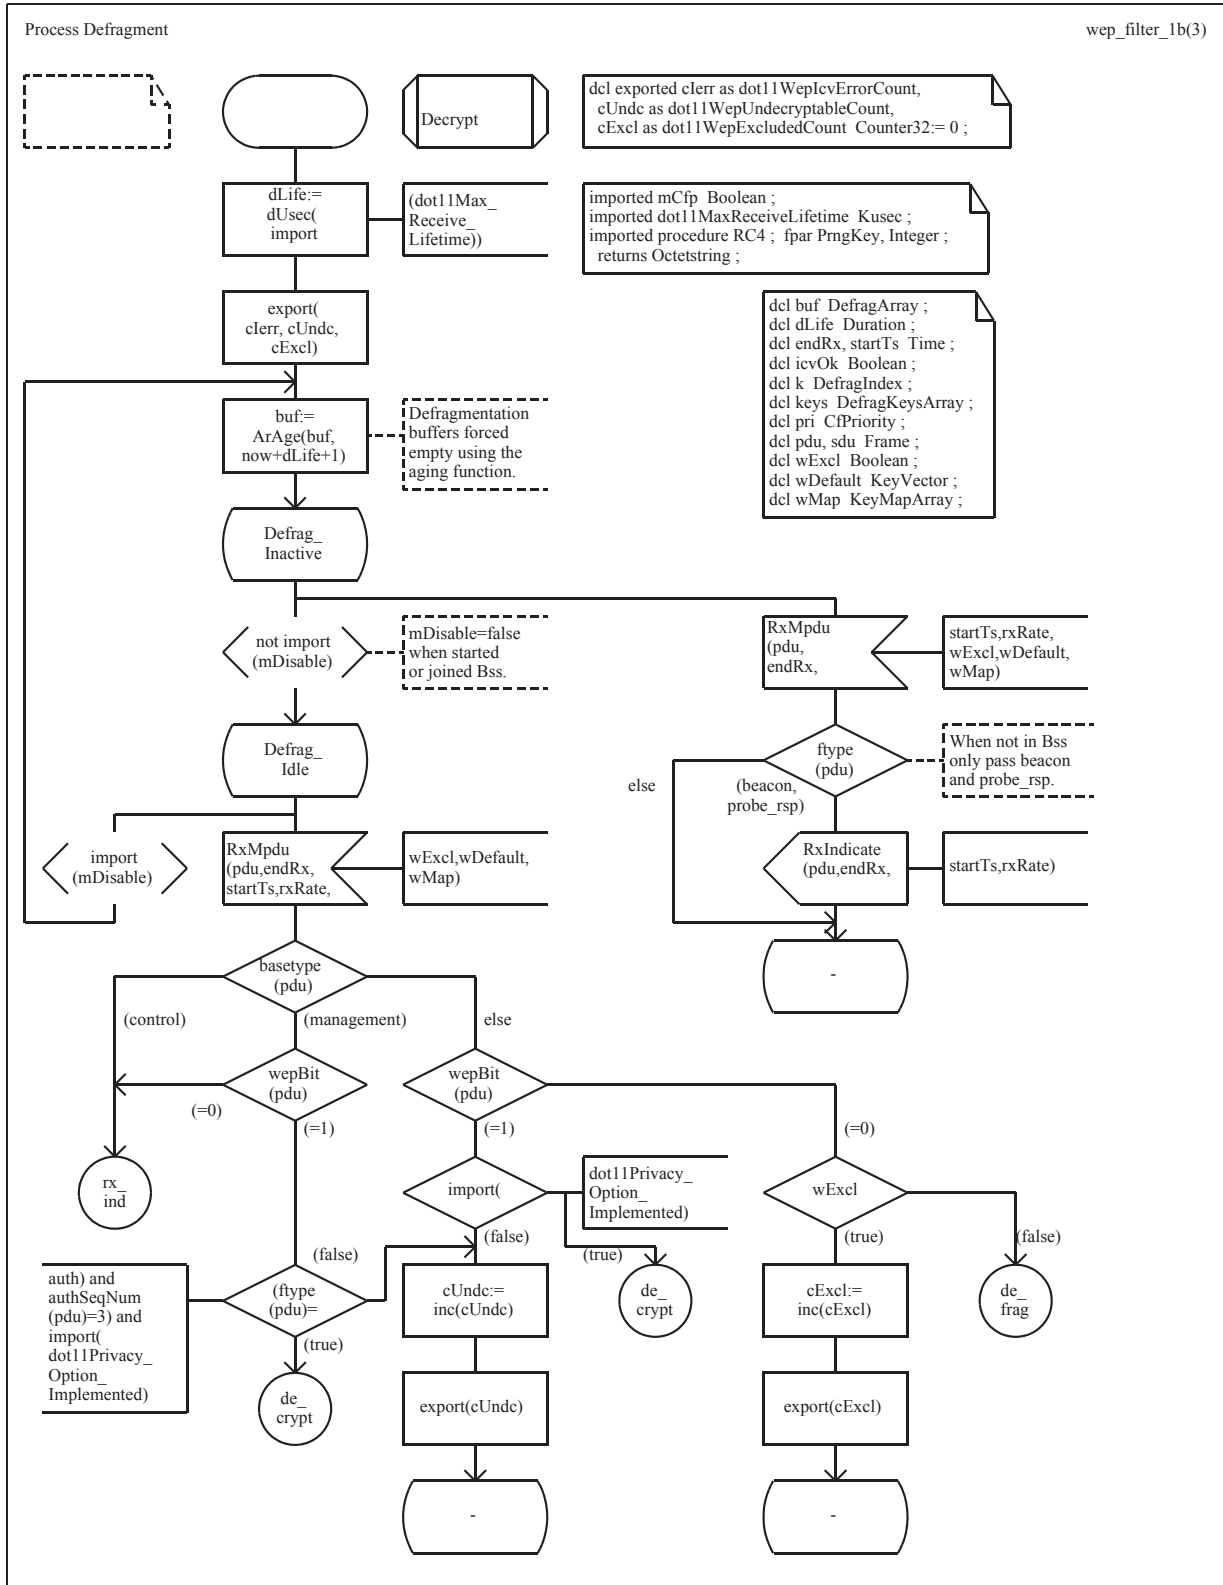 Process Defragment
wep_filter_1b(3)
Decrypt
dcl exported cIerr as dot11WepIcvErrorCount,
cUndc as dot11WepUndecryptableCount,
cExcl as dot11WepExcludedCount Counter32:= 0 ;
dLife:=
dUsec(
import
(dot11Max_
Receive_
Lifetime))
imported mCfp Boolean ;
imported dot11MaxReceiveLifetime Kusec ;
imported procedure RC4 ; fpar PrngKey, Integer ;
returns Octetstring ;
export(
cIerr, cUndc,
cExcl)
dcl buf DefragArray ;
dcl dLife Duration ;
dcl endRx, startTs Time ;
dcl icvOk Boolean ;
dcl k DefragIndex ;
dcl keys DefragKeysArray ;
dcl pri CfPriority ;
dcl pdu, sdu Frame ;
dcl wExcl Boolean ;
dcl wDefault KeyVector ;
dcl wMap KeyMapArray ;
buf:=
ArAge(buf,
now+dLife+1)
Defragmentation
buffers forced
empty using the
aging function.
Defrag_
Inactive
not import
(mDisable)
mDisable=false
when started
or joined Bss.
RxMpdu
(pdu,
endRx,
startTs,rxRate,
wExcl,wDefault,
wMap)
Defrag_
Idle
ftype
(pdu)
When not in Bss
only pass beacon
and probe_rsp.
else
(beacon,
probe_rsp)
import
(mDisable)
RxMpdu
(pdu,endRx,
startTs,rxRate,
wExcl,wDefault,
wMap)
RxIndicate
(pdu,endRx,
startTs,rxRate)
-
basetype
(pdu)
(control)
(management)
else
wepBit
(pdu)
wepBit
(pdu)
(=0)
(=1)
(=1)
(=0)
rx_
ind
import(
dot11Privacy_
Option_
Implemented)
wExcl
(false)
(false)
(true)
(true)
(false)
auth) and
authSeqNum
(pdu)=3) and
import(
dot11Privacy_
Option_
Implemented)
(ftype
(pdu)=
cUndc:=
inc(cUndc)
de_
crypt
cExcl:=
inc(cExcl)
de_
frag
(true)
de_
crypt
export(cUndc)
export(cExcl)
-
-